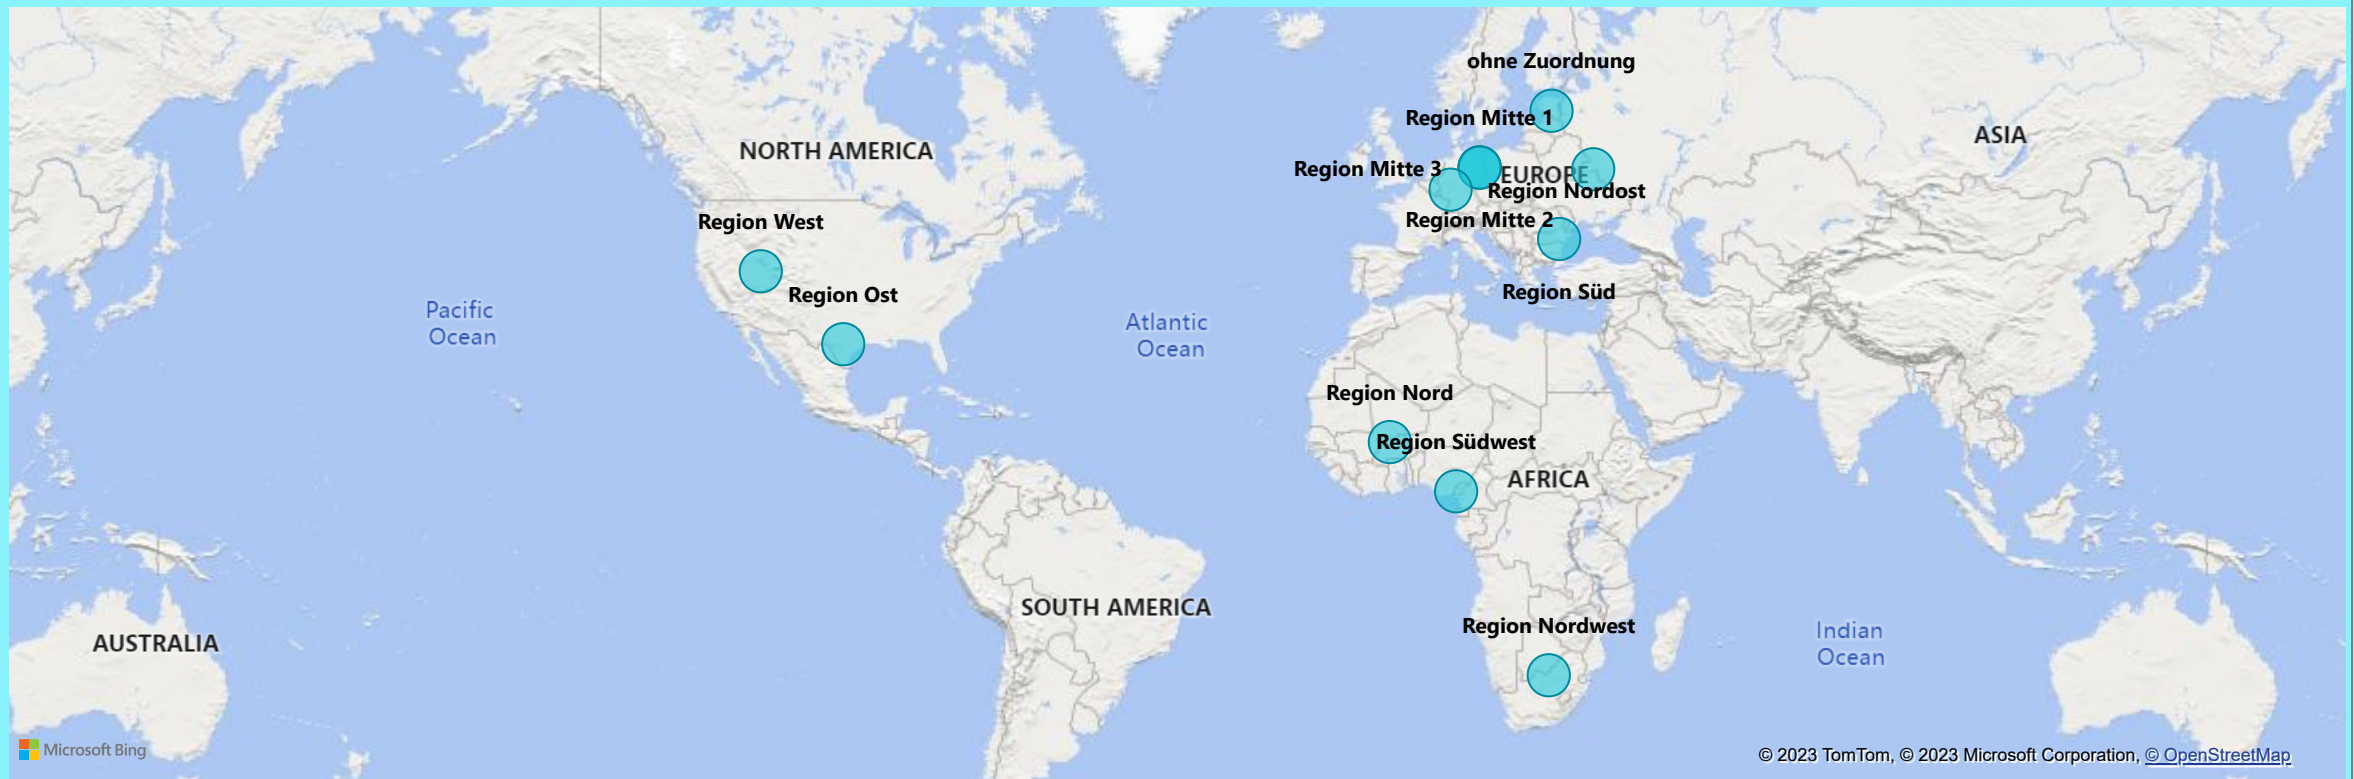 ohne Zuordnung
Region Mitte 1
ASIA
NORTH AMERICA
Region Mitte 3
EUROPE
Region Nordost
Region West
Region Mitte 2
Region Ost
Region Süd
Pacific
Ocean
Atlantic
Ocean
Region Nord
Region Südwest
AFRICA
SOUTH AMERICA
Region Nordwest
Indian
Ocean
AUSTRALIA
Microsoft Bing
© 2023 TomTom, © 2023 Microsoft Corporation, © OpenStreetMap